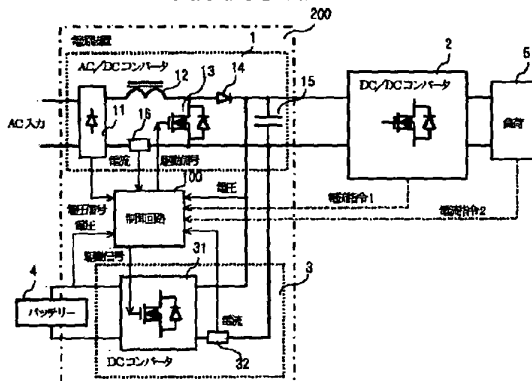 200
電源装置
1
AC/DCコンバータ
12
13
14
15
2
DC/DCコンバータ
5
負荷
AC入力
11
16
電流
駆動信号
100
電圧
制御回路
電圧信号
電圧
電流指令1
電流指令2
駆動信号
31
3
4
バッテリー
電流
DCコンバータ
32